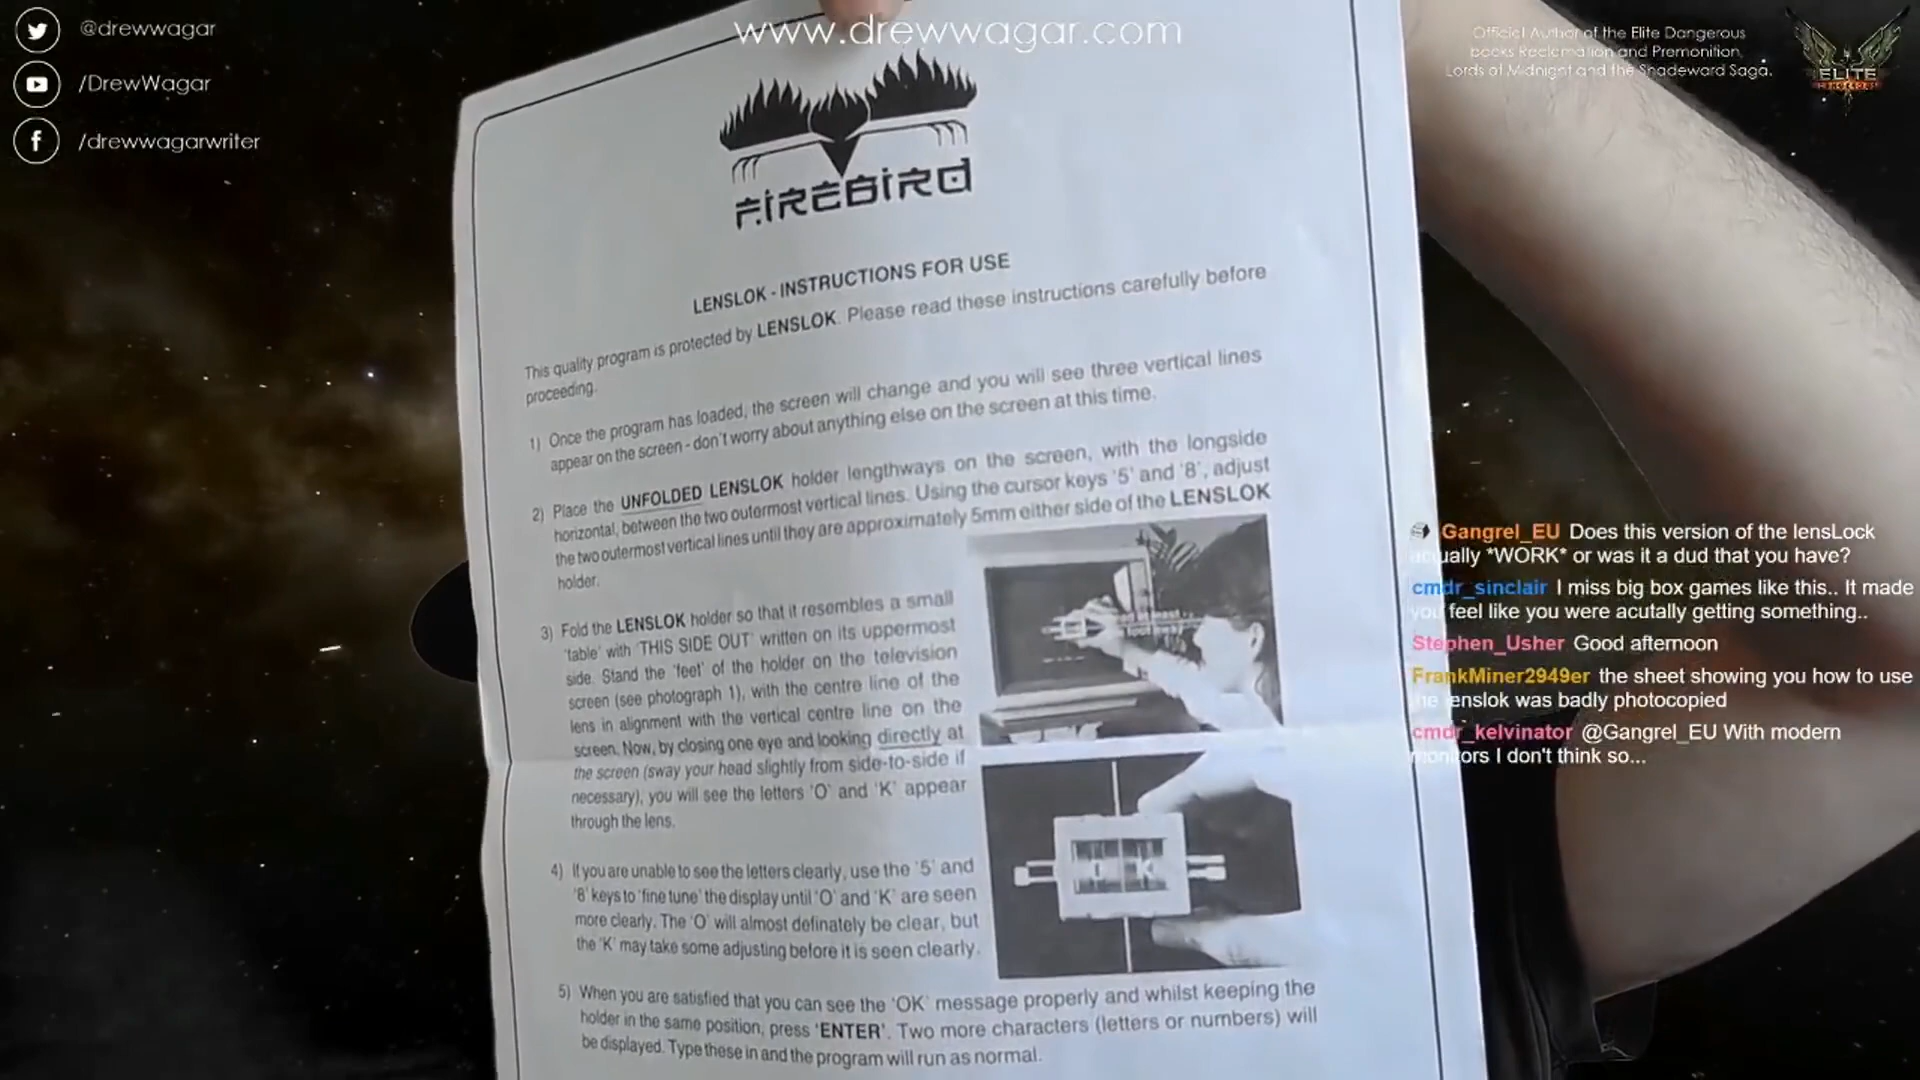 @drewwagar
/DrewWagar
/drewwagarwriter
www.drewwagar.com
Official Author of the Elite Dangerous
books Reclamation and Premonition,
Lords of Midnight and the Shadeward Saga.
ELITE
DANGEROUS
FIREBIRD
LENSLOK - INSTRUCTIONS FOR USE
This quality program is protected by LENSLOK. Please read these instructions carefully before
proceeding.
1) Once the program has loaded, the screen will change and you will see three vertical lines
appear on the screen - don't worry about anything else on the screen at this time.
2) Place the UNFOLDED LENSLOK holder lengthways on the screen, with the longside
horizontal, between the two outermost vertical lines. Using the cursor keys '5' and '8', adjust
the two outermost vertical lines until they are approximately 5mm either side of the LENSLOK
holder.
3) Fold the LENSLOK holder so that it resembles a small
'table' with 'THIS SIDE OUT' written on its uppermost
side. Stand the 'feet' of the holder on the television
screen (see photograph 1), with the centre line of the
lens in alignment with the vertical centre line on the
screen. Now, by closing one eye and looking directly at
the screen (sway your head slightly from side-to-side if
necessary), you will see the letters 'O' and 'K' appear
through the lens.
4) If you are unable to see the letters clearly, use the '5' and
'8' keys to 'fine tune' the display until 'O' and 'K' are seen
more clearly. The 'O' will almost definately be clear, but
the 'K' may take some adjusting before it is seen clearly.
5) When you are satisfied that you can see the 'OK' message properly and whilst keeping the
holder in the same position, press 'ENTER'. Two more characters (letters or numbers) will
be displayed. Type these in and the program will run as normal.
Gangrel_EU Does this version of the lensLock
actually *WORK* or was it a dud that you have?
cmdr_sinclair I miss big box games like this.. It made
you feel like you were acutally getting something..
Stephen_Usher Good afternoon
FrankMiner2949er the sheet showing you how to use
the lenslok was badly photocopied
cmdr_kelvinator @Gangrel_EU With modern
monitors I don't think so...